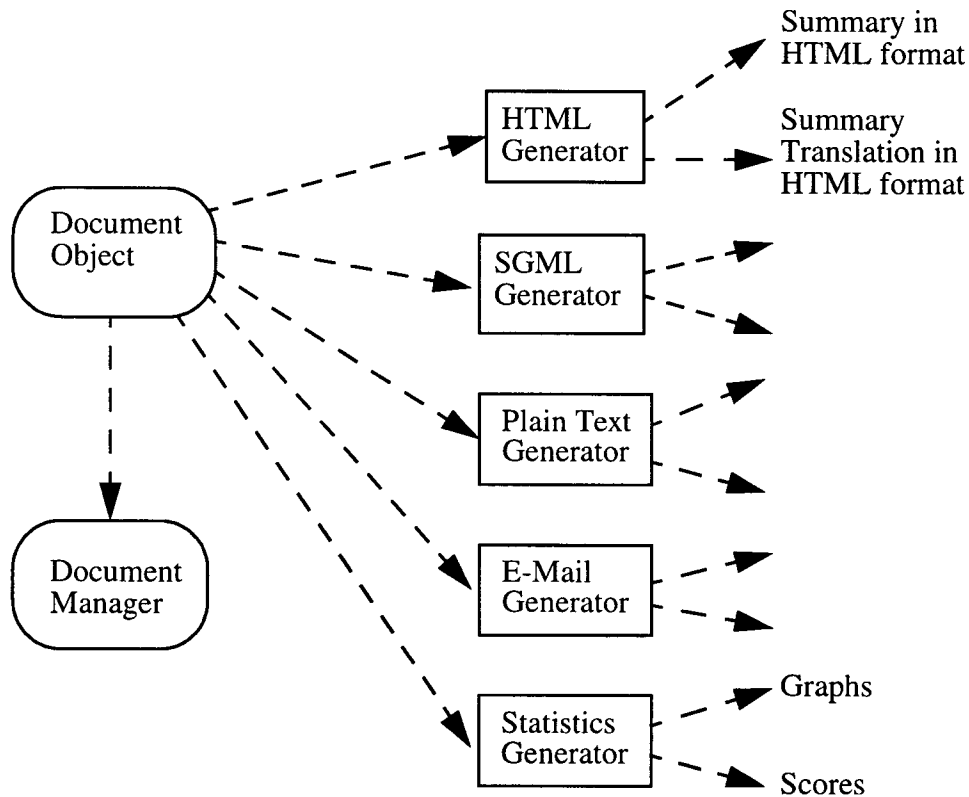 Summary in
HTML format
HTML
Generator
Summary
Translation in
HTML format
Document
Object
SGML
Generator
Plain Text
Generator
Document
Manager
E-Mail
Generator
Graphs
Statistics
Generator
Scores